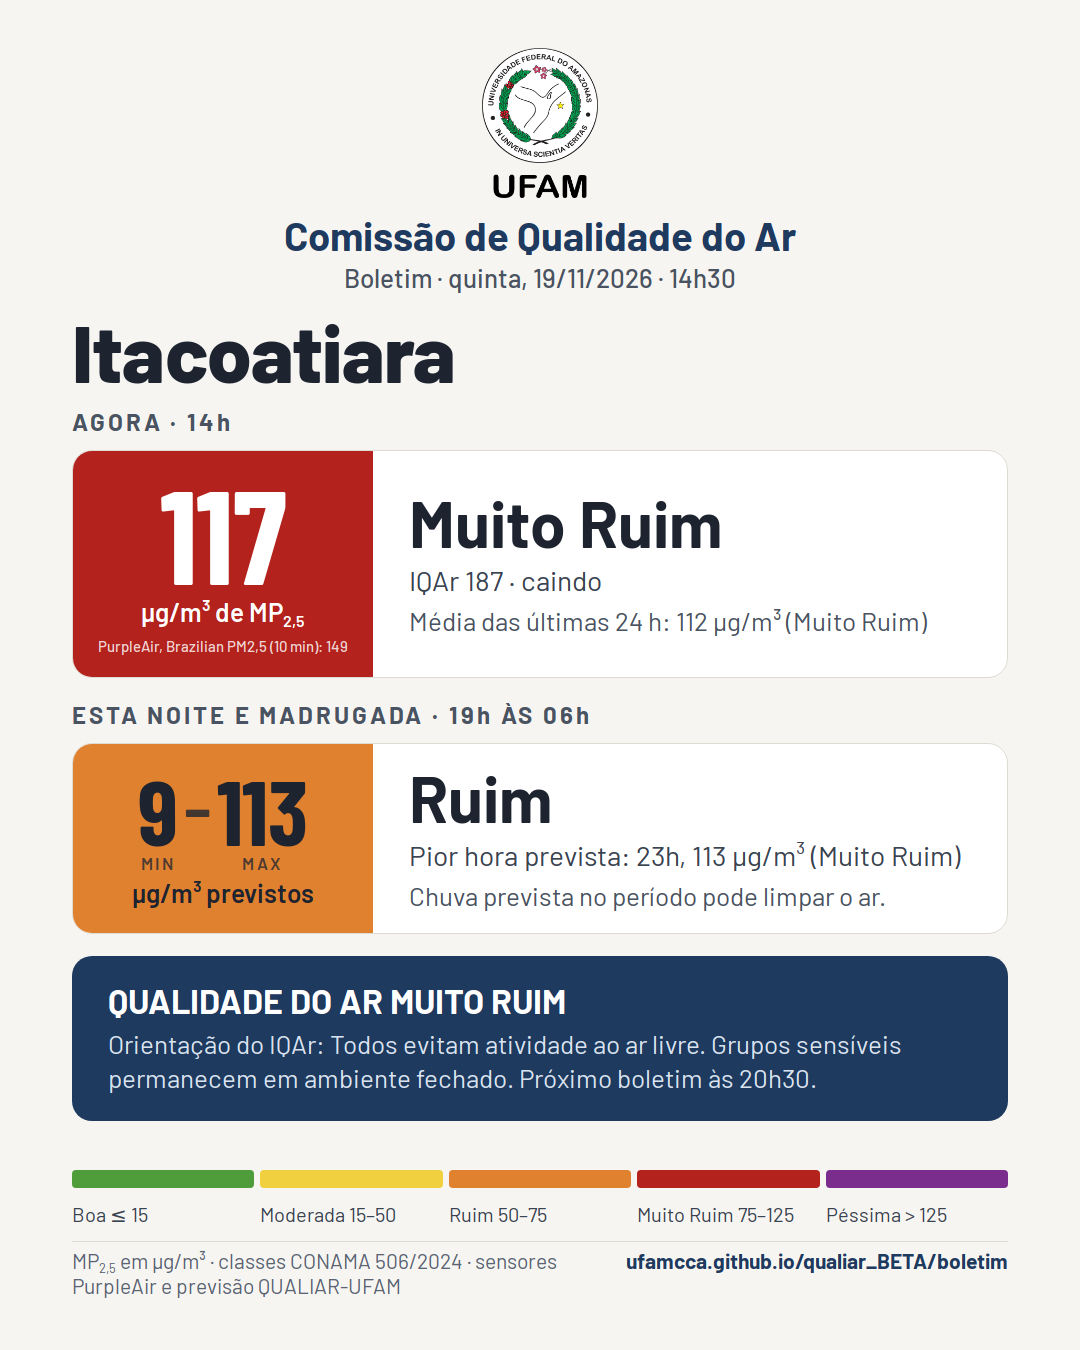 UNIVERSIDADE FEDERAL DO AMAZONAS
IN UNIVERSA SCIENTIA VERITAS
UFAM
Comissão de Qualidade do Ar
Boletim · quinta, 19/11/2026 · 14h30
Itacoatiara
AGORA · 14h
117
µg/m³ de MP2,5
PurpleAir, Brazilian PM2,5 (10 min): 149
Muito Ruim
IQAr 187 · caindo
Média das últimas 24 h: 112 µg/m³ (Muito Ruim)
ESTA NOITE E MADRUGADA · 19h ÀS 06h
9–113
MIN MAX
µg/m³ previstos
Ruim
Pior hora prevista: 23h, 113 µg/m³ (Muito Ruim)
Chuva prevista no período pode limpar o ar.
QUALIDADE DO AR MUITO RUIM
Orientação do IQAr: Todos evitam atividade ao ar livre. Grupos sensíveis
permanecem em ambiente fechado. Próximo boletim às 20h30.
Boa ≤ 15
Moderada 15–50
Ruim 50–75
Muito Ruim 75–125
Péssima > 125
MP2,5 em µg/m³ · classes CONAMA 506/2024 · sensores
PurpleAir e previsão QUALIAR-UFAM
ufamcca.github.io/qualiar_BETA/boletim